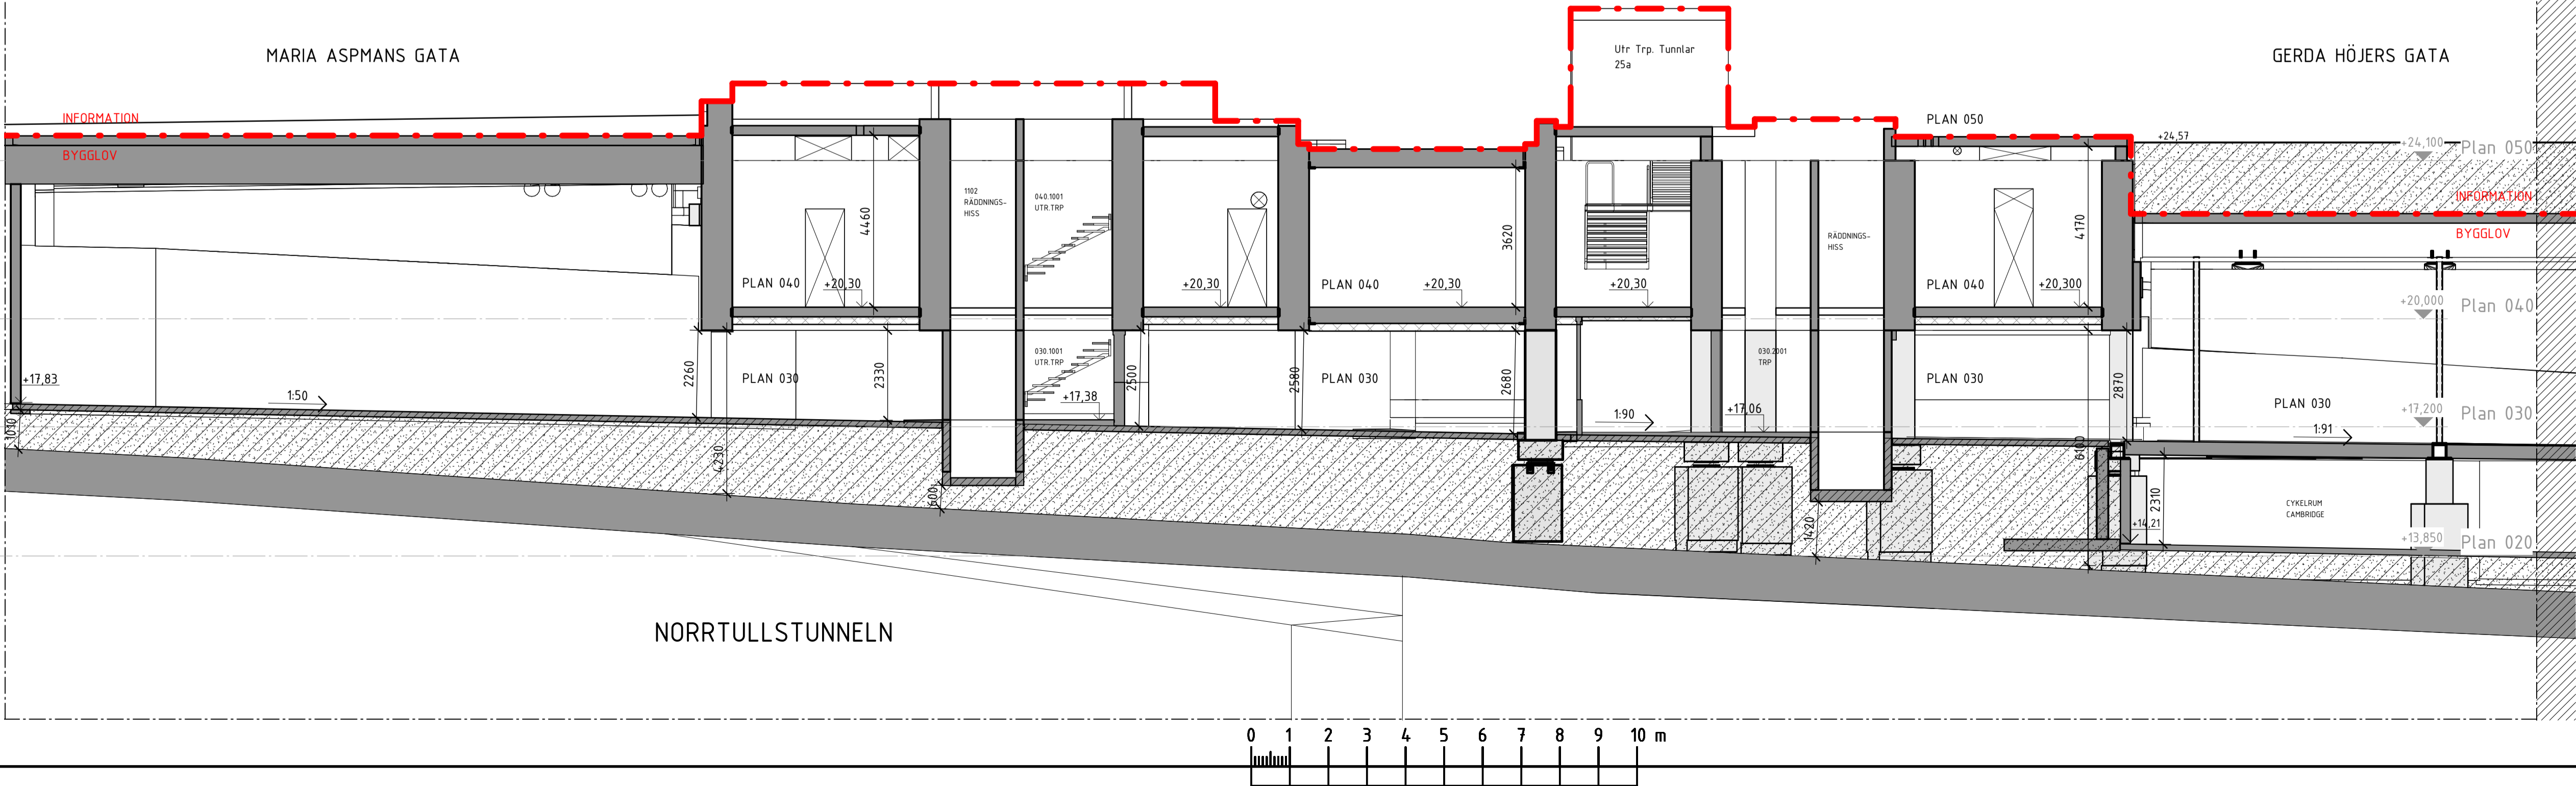 MARIA ASPMANS GATA
Utr Trp. Tunnlar
25a
GERDA HÖJERS GATA
INFORMATION
BYGGLOV
PLAN 050
+24,57
+24,100
Plan 050
INFORMATION
BYGGLOV
1102
RÄDDNINGS-
HISS
040.1001
UTR.TRP
4460
3620
RÄDDNINGS-
HISS
4170
PLAN 040
+20,30
+20,30
PLAN 040
+20,30
+20,30
PLAN 040
+20,300
+20,000
Plan 040
+17,83
1:50
2260
PLAN 030
2330
030.1001
UTR.TRP
+17,38
2500
2580
PLAN 030
2680
1:90
+17,06
030.2001
TRP
PLAN 030
2870
PLAN 030
1:91
+17,200
Plan 030
1010
4230
600
1420
6100
2310
+14,21
CYKELRUM
CAMBRIDGE
+13,850
Plan 020
NORRTULLSTUNNELN
0 1 2 3 4 5 6 7 8 9 10 m